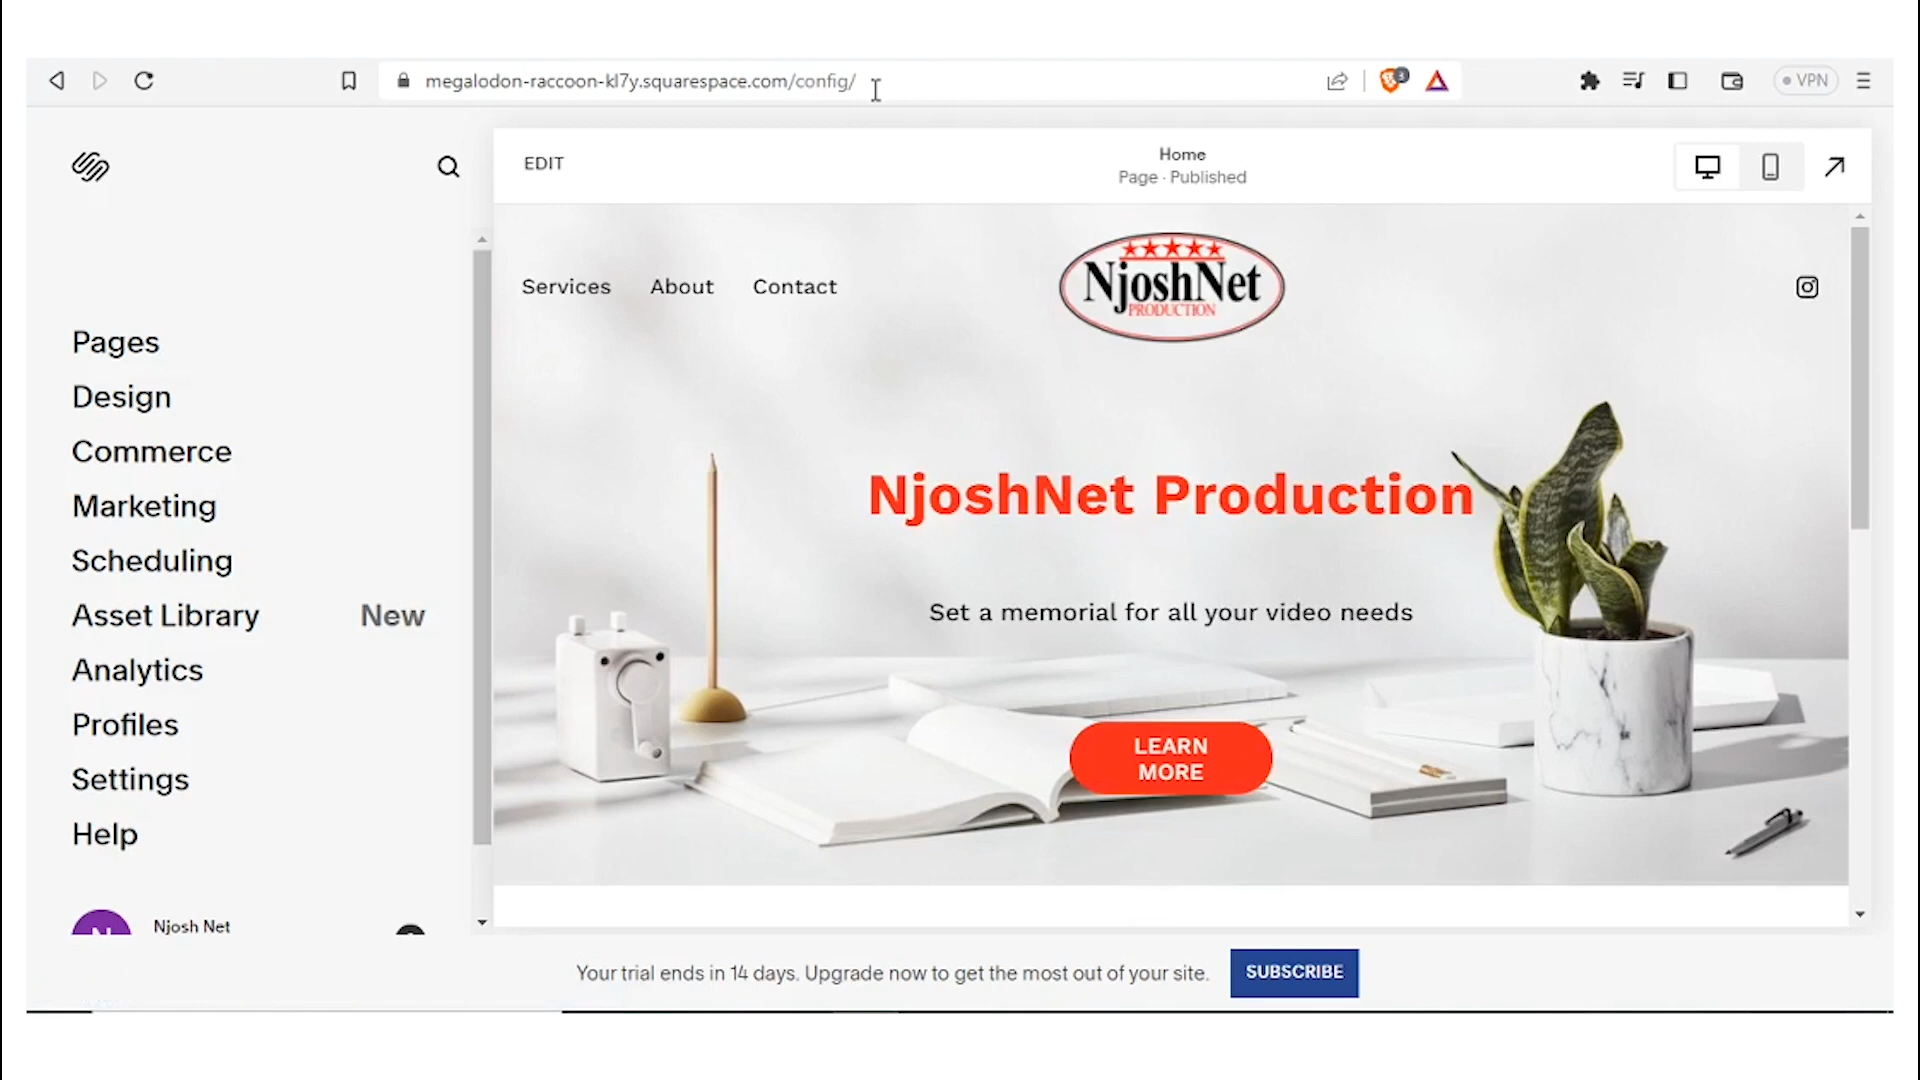 megalodon-raccoon-kl7y.squarespace.com/config/
3
VPN
EDIT
Home
Page · Published
Services
About
Contact
NjoshNet
PRODUCTION
Pages
Design
Commerce
Marketing
Scheduling
Asset Library
New
Analytics
Profiles
Settings
Help
Njosh Net
NjoshNet Production
Set a memorial for all your video needs
LEARN
MORE
Your trial ends in 14 days. Upgrade now to get the most out of your site.
SUBSCRIBE